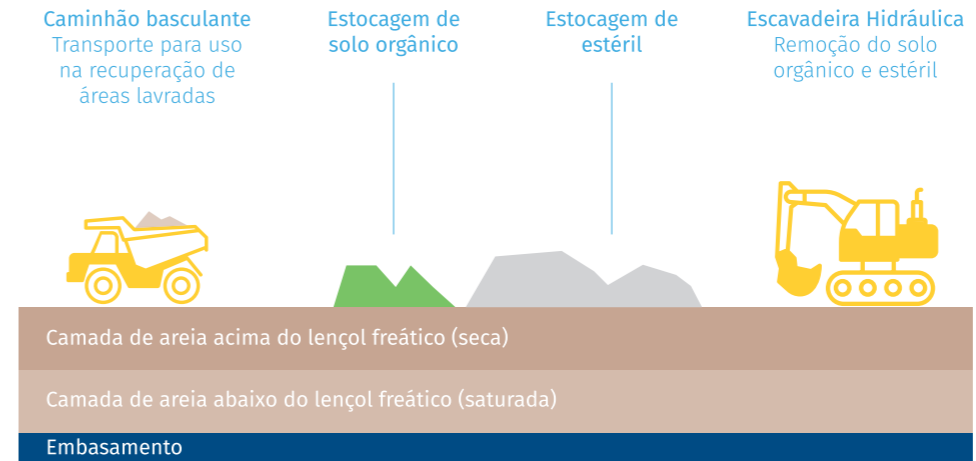 Caminhão basculante
Transporte para uso
na recuperação de
áreas lavradas
Estocagem de
solo orgânico
Estocagem de
estéril
Escavadeira Hidráulica
Remoção do solo
orgânico e estéril
Camada de areia acima do lençol freático (seca)
Camada de areia abaixo do lençol freático (saturada)
Embasamento